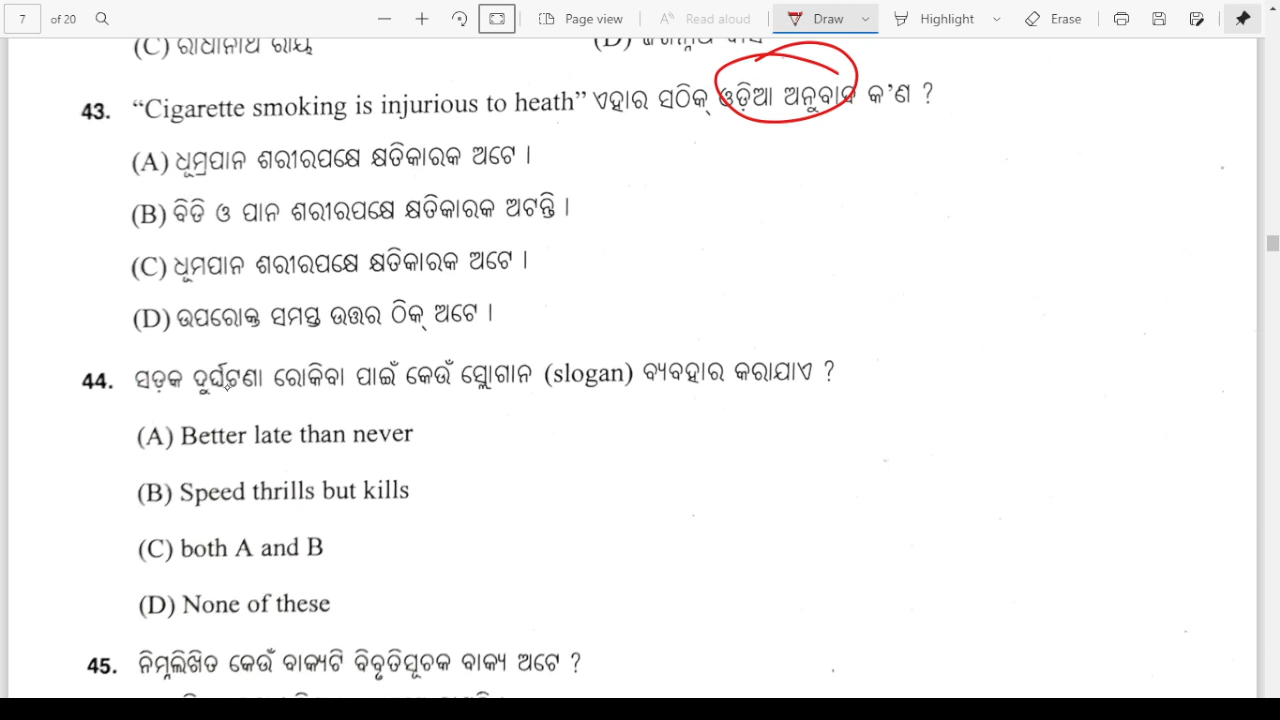 7 of 20 Page view Read aloud Draw Highlight Erase
(C) ରାଧାନାଥ ରାୟ (D)
43. “Cigarette smoking is injurious to heath” ଏହାର ସଠିକ୍ ଓଡ଼ିଆ ଅନୁବାଦ କ’ଣ ?
(A) ଧୂମ୍ରପାନ ଶରୀରପକ୍ଷେ କ୍ଷତିକାରକ ଅଟେ ।
(B) ବିଡି ଓ ପାନ ଶରୀରପକ୍ଷେ କ୍ଷତିକାରକ ଅଟନ୍ତି ।
(C) ଧୂମପାନ ଶରୀରପକ୍ଷେ କ୍ଷତିକାରକ ଅଟେ ।
(D) ଉପରୋକ୍ତ ସମସ୍ତ ଉତ୍ତର ଠିକ୍ ଅଟେ ।
44. ସଡ଼କ ଦୁର୍ଘଟଣା ରୋକିବା ପାଇଁ କେଉଁ ସ୍ଲୋଗାନ (slogan) ବ୍ୟବହାର କରାଯାଏ ?
(A) Better late than never
(B) Speed thrills but kills
(C) both A and B
(D) None of these
45. ନିମ୍ନଲିଖିତ କେଉଁ ବାକ୍ୟଟି ବିବୃତିସୂଚକ ବାକ୍ୟ ଅଟେ ?